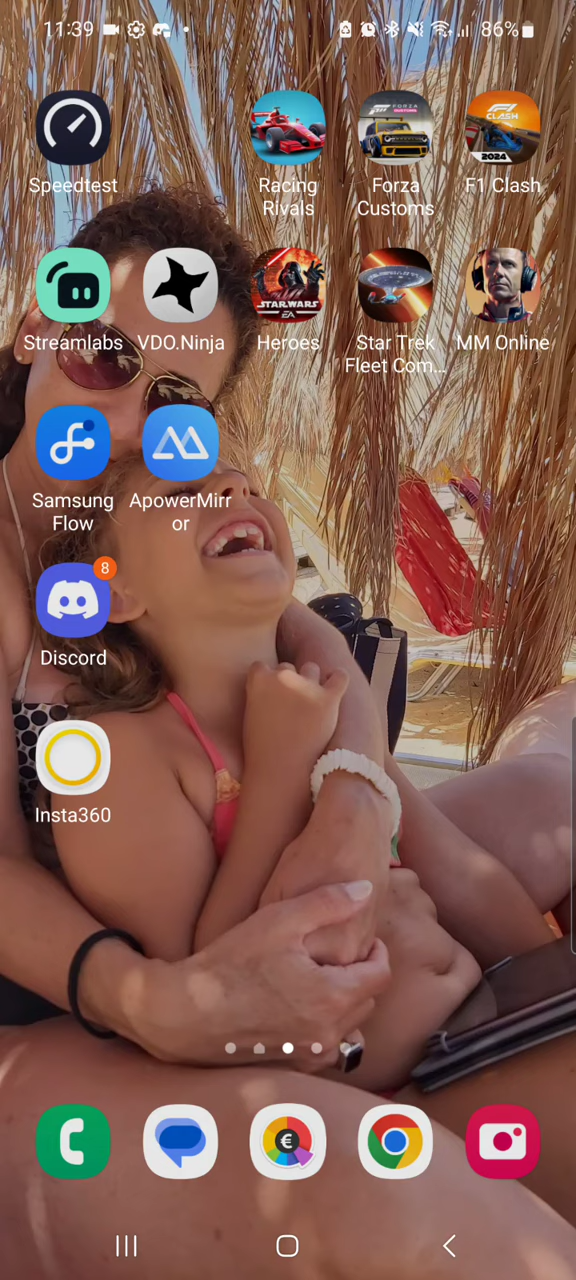 11:39
86%
Speedtest
Racing
Rivals
FORZA
CUSTOMS
Forza
Customs
F1
CLASH
2024
F1 Clash
Streamlabs
VDO.Ninja
STAR WARS
EA
Heroes
Star Trek
Fleet Com...
MM Online
Samsung
Flow
ApowerMirr
or
8
Discord
Insta360
€